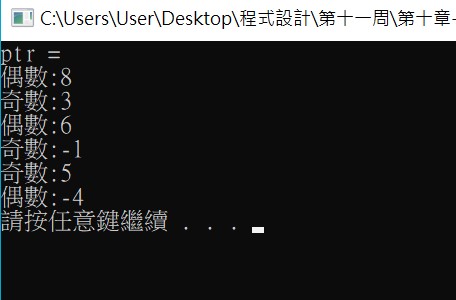 C:\Users\User\Desktop\程式設計\第十一周\第十章-
ptr =
偶數:8
奇數:3
偶數:6
奇數:-1
奇數:5
偶數:-4
請按任意鍵繼續 . . .